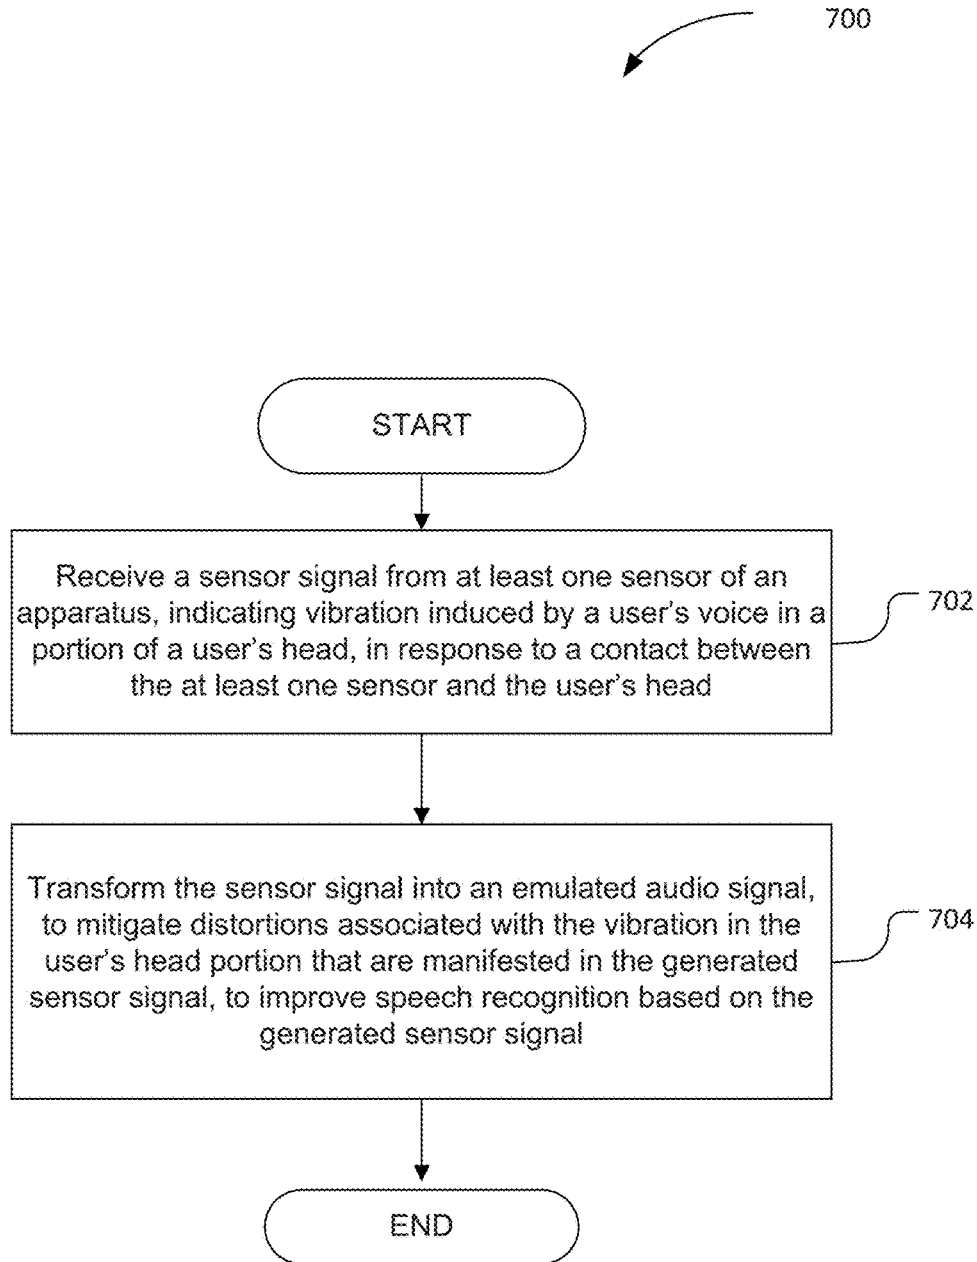 700
START
Receive a sensor signal from at least one sensor of an
apparatus, indicating vibration induced by a user's voice in a
portion of a user's head, in response to a contact between
the at least one sensor and the user's head
702
Transform the sensor signal into an emulated audio signal,
to mitigate distortions associated with the vibration in the
user's head portion that are manifested in the generated
sensor signal, to improve speech recognition based on the
generated sensor signal
704
END